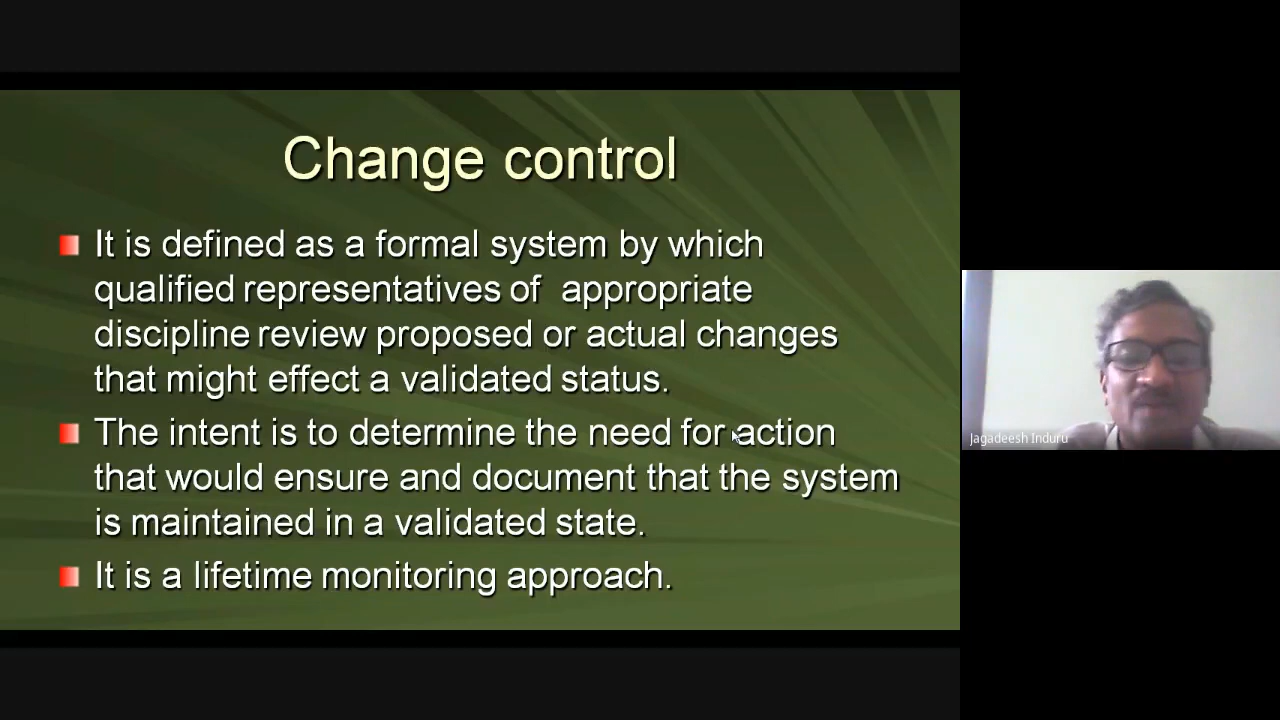 Change control
It is defined as a formal system by which
qualified representatives of appropriate
discipline review proposed or actual changes
that might effect a validated status.
The intent is to determine the need for action
that would ensure and document that the system
is maintained in a validated state.
It is a lifetime monitoring approach.
Jagadeesh Induru